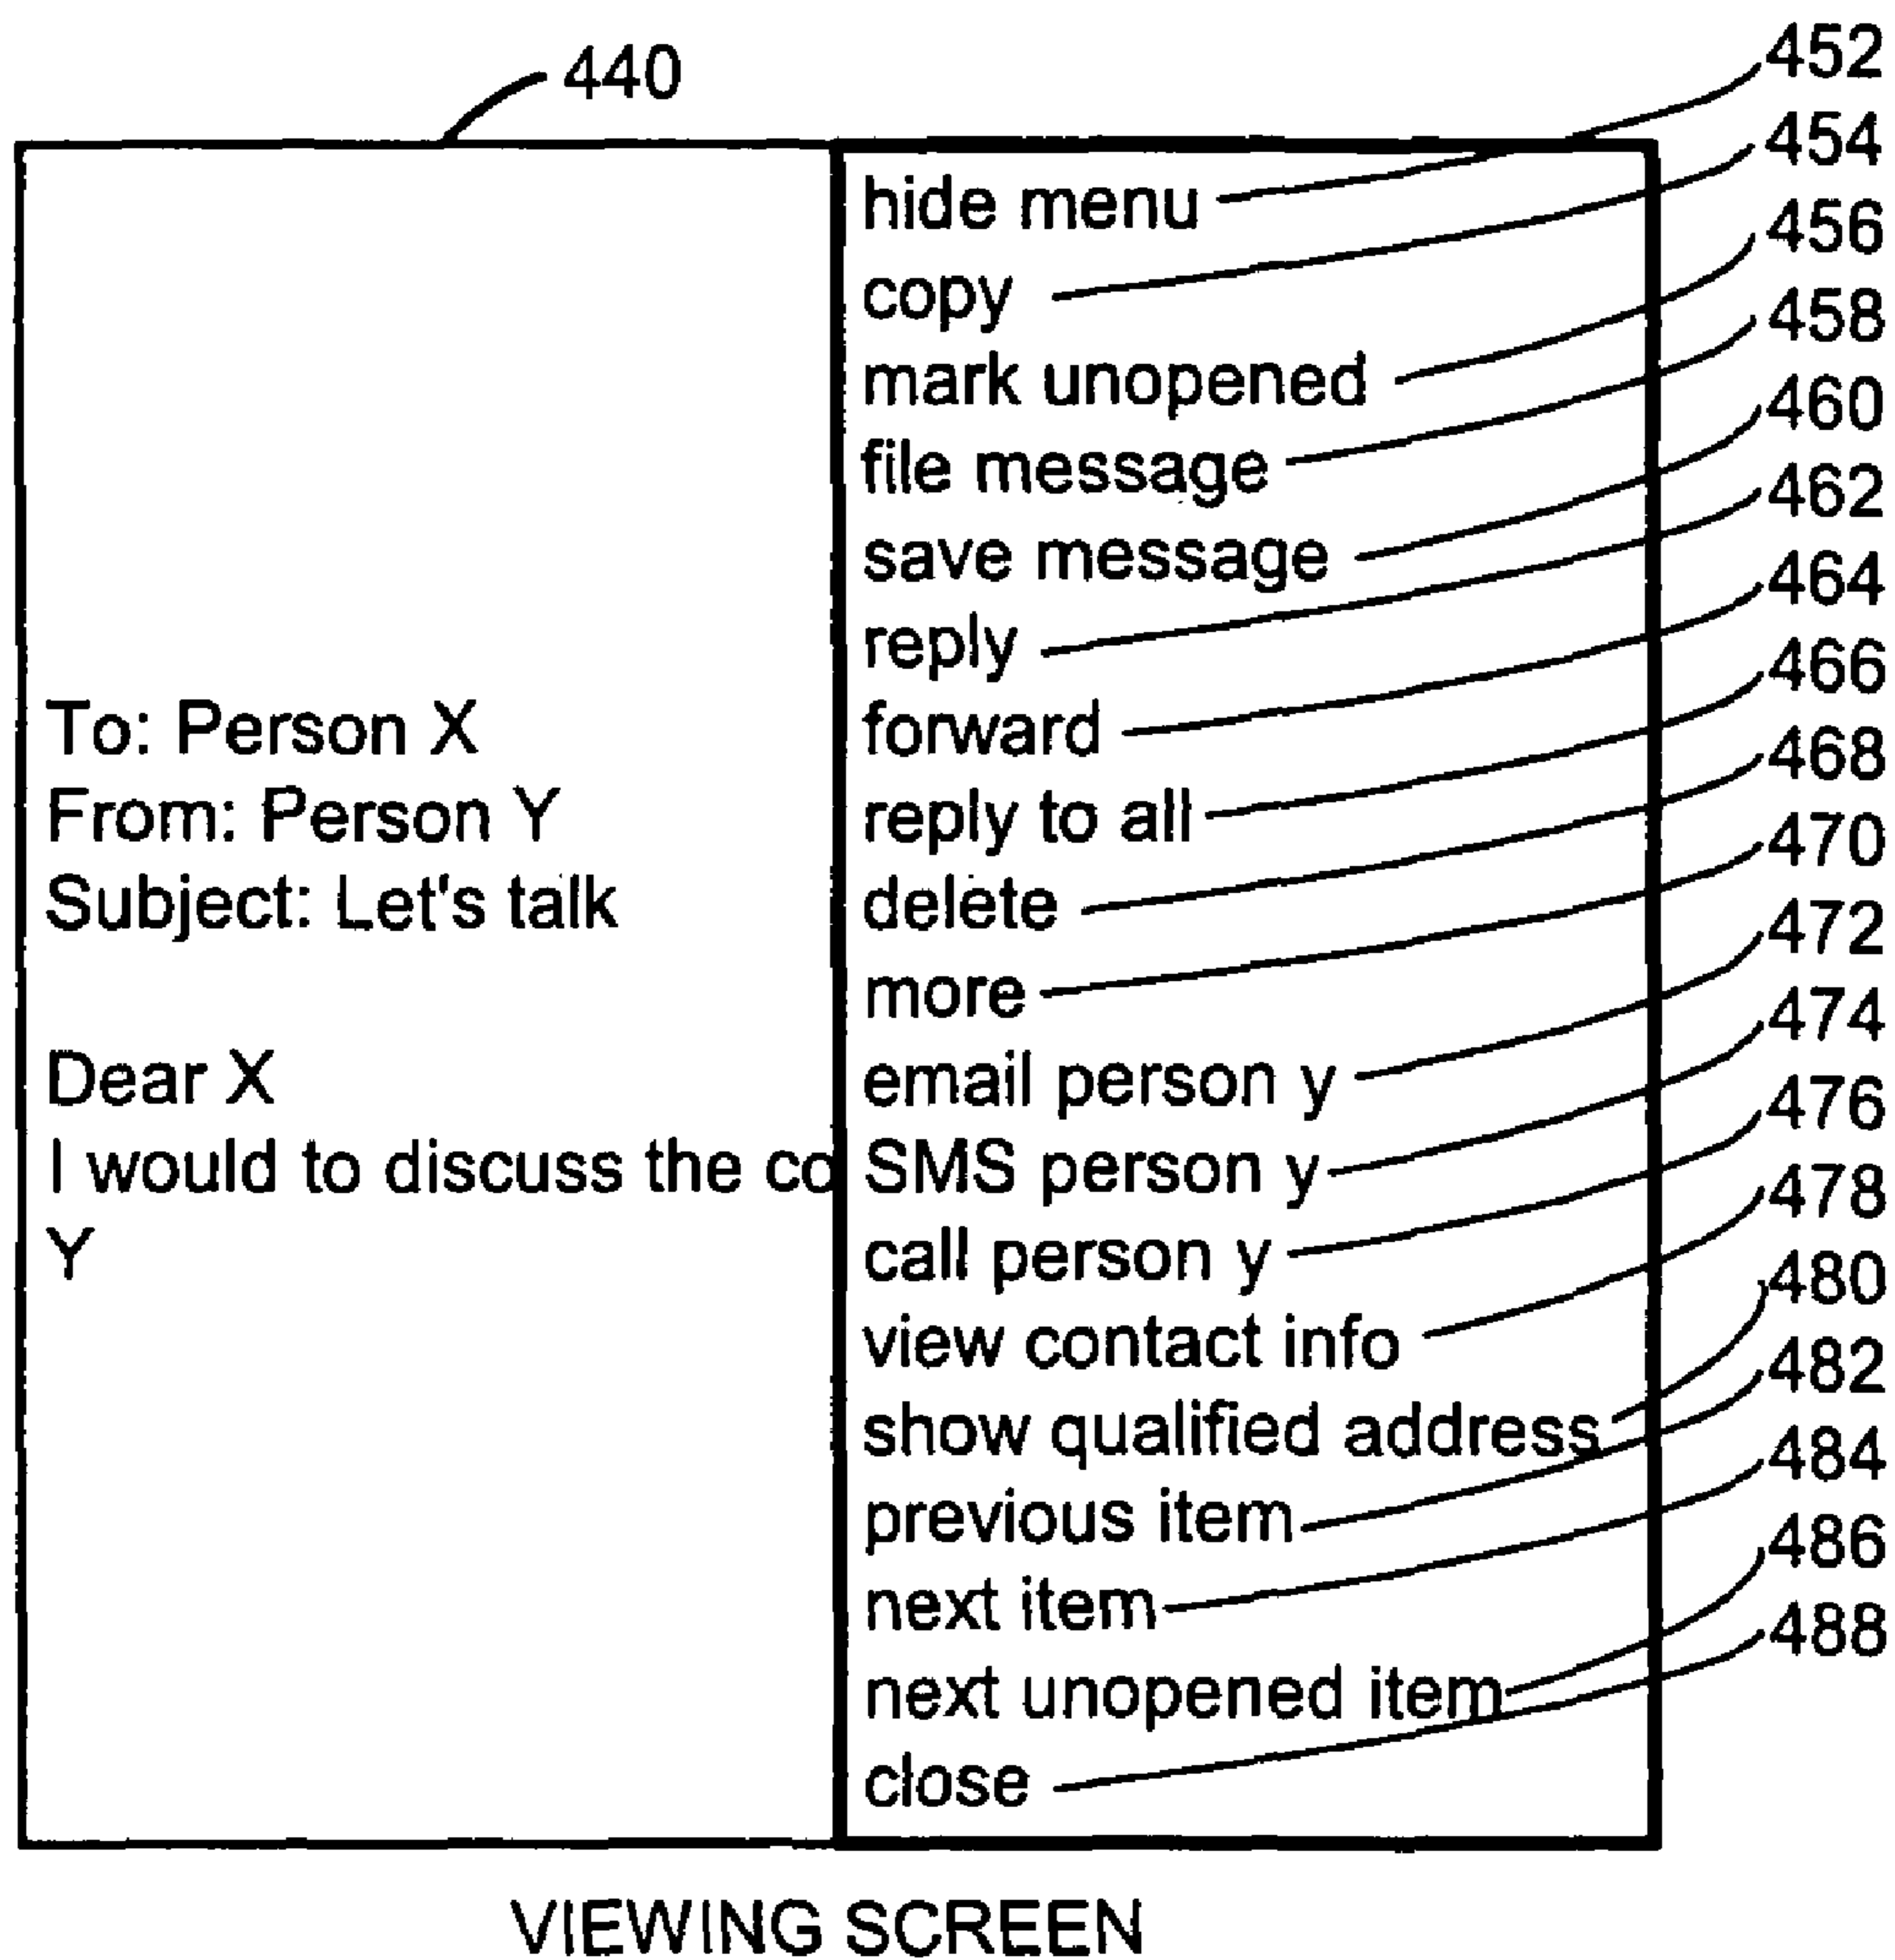 440
452
454
456
458
460
462
464
466
468
470
472
474
476
478
480
482
484
486
488
To: Person X
From: Person Y
Subject: Let's talk
Dear X
I would to discuss the co
Y
hide menu
copy
mark unopened
file message
save message
reply
forward
reply to all
delete
more
email person y
SMS person y
call person y
view contact info
show qualified address
previous item
next item
next unopened item
close
VIEWING SCREEN